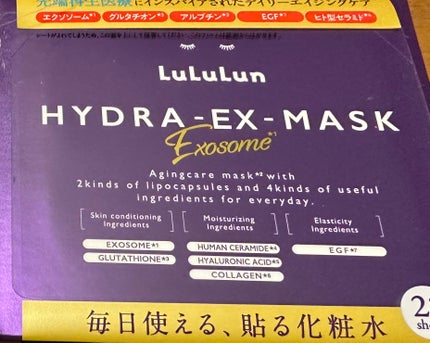 先端再生医療にインスパイアされたデイリーエイジングケア
エクソソーム*1 グルタチオン*3 アルブチン*3 EGF*7 ヒト型セラミド*4
LuLuLun
HYDRA-EX-MASK
Exosome*1
Agingcare mask*2 with
2kinds of lipocapsules and 4kinds of useful
ingredients for everyday.
Skin conditioning Ingredients
Moisturizing Ingredients
Elasticity Ingredients
EXOSOME*1 HUMAN CERAMIDE*4 EGF*7
GLUTATHIONE*3 HYALURONIC ACID*5
COLLAGEN*6
毎日使える、貼る化粧水